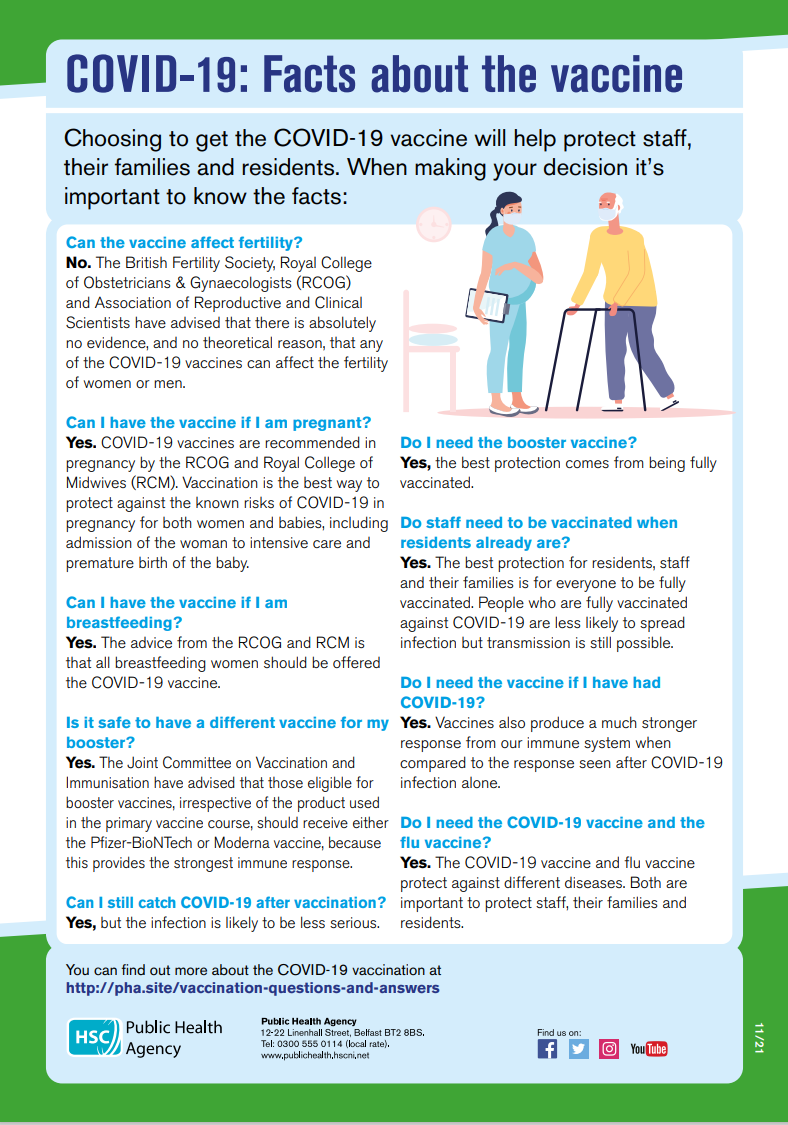 COVID-19: Facts about the vaccine
Choosing to get the COVID-19 vaccine will help protect staff,
their families and residents. When making your decision it's
important to know the facts:
Can the vaccine affect fertility?
No. The British Fertility Society, Royal College
of Obstetricians & Gynaecologists (RCOG)
and Association of Reproductive and Clinical
Scientists have advised that there is absolutely
no evidence, and no theoretical reason, that any
of the COVID-19 vaccines can affect the fertility
of women or men.
Can I have the vaccine if I am pregnant?
Yes. COVID-19 vaccines are recommended in
pregnancy by the RCOG and Royal College of
Midwives (RCM). Vaccination is the best way to
protect against the known risks of COVID-19 in
pregnancy for both women and babies, including
admission of the woman to intensive care and
premature birth of the baby.
Can I have the vaccine if I am
breastfeeding?
Yes. The advice from the RCOG and RCM is
that all breastfeeding women should be offered
the COVID-19 vaccine.
Is it safe to have a different vaccine for my
booster?
Yes. The Joint Committee on Vaccination and
Immunisation have advised that those eligible for
booster vaccines, irrespective of the product used
in the primary vaccine course, should receive either
the Pfizer-BioNTech or Moderna vaccine, because
this provides the strongest immune response.
Can I still catch COVID-19 after vaccination?
Yes, but the infection is likely to be less serious.
Do I need the booster vaccine?
Yes, the best protection comes from being fully
vaccinated.
Do staff need to be vaccinated when
residents already are?
Yes. The best protection for residents, staff
and their families is for everyone to be fully
vaccinated. People who are fully vaccinated
against COVID-19 are less likely to spread
infection but transmission is still possible.
Do I need the vaccine if I have had
COVID-19?
Yes. Vaccines also produce a much stronger
response from our immune system when
compared to the response seen after COVID-19
infection alone.
Do I need the COVID-19 vaccine and the
flu vaccine?
Yes. The COVID-19 vaccine and flu vaccine
protect against different diseases. Both are
important to protect staff, their families and
residents.
You can find out more about the COVID-19 vaccination at
http://pha.site/vaccination-questions-and-answers
HSC Public Health
Agency
Public Health Agency
12-22 Linenhall Street, Belfast BT2 8BS.
Tel: 0300 555 0114 (local rate).
www.publichealth.hscni.net
Find us on:
YouTube
11/21